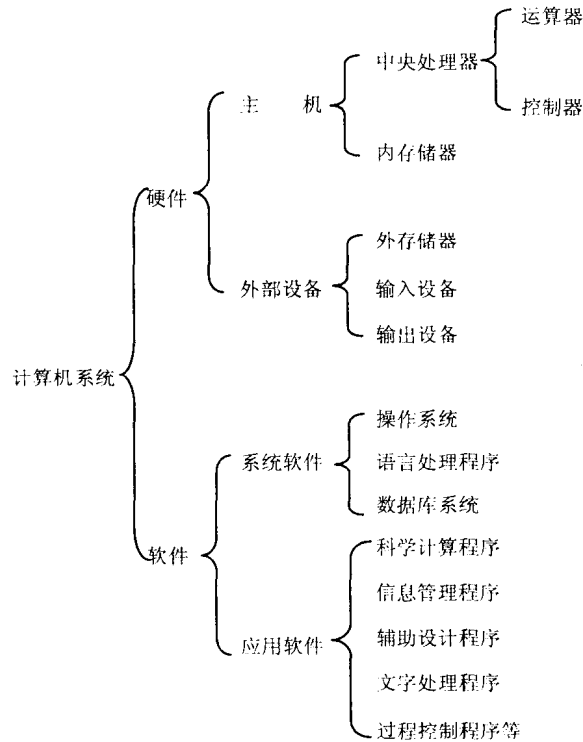 运算器
中央处理器
主 机
控制器
内存储器
硬件
外存储器
外部设备
输入设备
输出设备
计算机系统
操作系统
系统软件
语言处理程序
数据库系统
软件
科学计算程序
信息管理程序
应用软件
辅助设计程序
文字处理程序
过程控制程序等